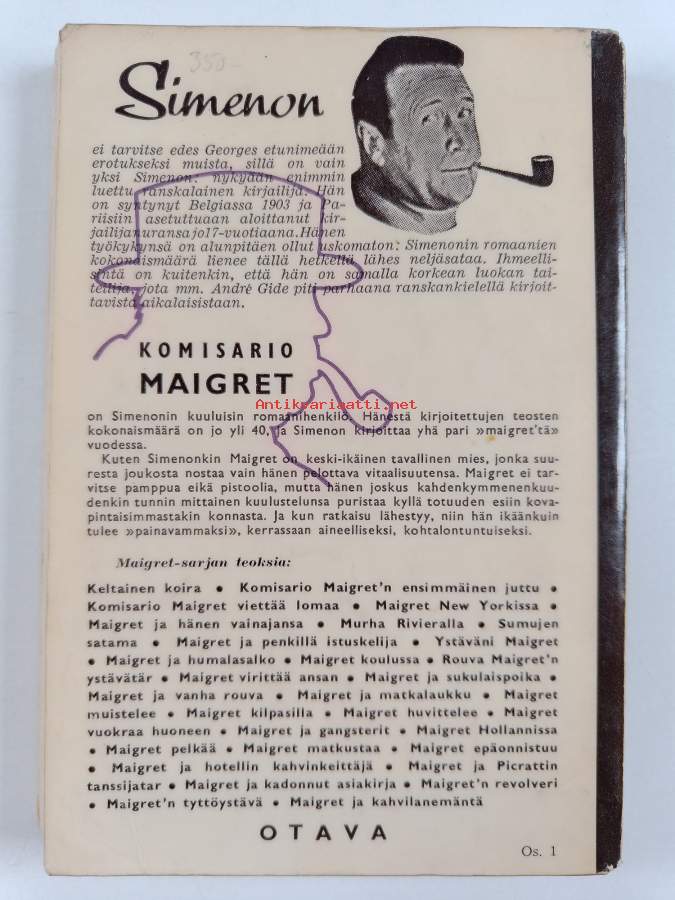 350-
Simenon
ei tarvitse edes Georges etunimeään
erotukseksi muista, sillä on vain
yksi Simenon: nykyään enimmin
luettu ranskalainen kirjailija. Hän
on syntynyt Belgiassa 1903 ja Pa-
riisiin asetuttuaan aloittanut kir-
jailijanuransa jo 17-vuotiaana. Hänen
työkykynsä on alunpitäen ollut uskomaton: Simenonin romaanien
kokonaismäärä lienee tällä hetkellä lähes neljäsataa. Ihmeelli-
sintä on kuitenkin, että hän on samalla korkean luokan tai-
teilija, jota mm. André Gide piti parhaana ranskankielellä kirjoit-
tavista aikalaisistaan.
KOMISARIO
MAIGRET
Antikvariaatti.net
on Simenonin kuuluisin romaanihenkilö. Hänestä kirjoitettujen teosten
kokonaismäärä on jo yli 40, ja Simenon kirjoittaa yhä pari »maigret'tä»
vuodessa.
Kuten Simenonkin Maigret on keski-ikäinen tavallinen mies, jonka suu-
resta joukosta nostaa vain hänen pelottava vitaalisuutensa. Maigret ei tar-
vitse pamppua eikä pistoolia, mutta hänen joskus kahdenkymmenenkuu-
denkin tunnin mittainen kuulustelunsa puristaa kyllä totuuden esiin kova-
pintaisimmastakin konnasta. Ja kun ratkaisu lähestyy, niin hän ikäänkuin
tulee »painavammaksi», kerrassaan aineelliseksi, kohtalontuntuiseksi.
Maigret-sarjan teoksia:
Keltainen koira • Komisario Maigret'n ensimmäinen juttu •
Komisario Maigret viettää lomaa • Maigret New Yorkissa •
Maigret ja hänen vainajansa • Murha Rivieralla • Sumujen
satama • Maigret ja penkillä istuskelija • Ystäväni Maigret
• Maigret ja humalasalko • Maigret koulussa • Rouva Maigret'n
ystävätär • Maigret virittää ansan • Maigret ja sukulaispoika •
Maigret ja vanha rouva • Maigret ja matkalaukku • Maigret
muistelee • Maigret kilpasilla • Maigret huvittelee • Maigret
vuokraa huoneen • Maigret ja gangsterit • Maigret Hollannissa
• Maigret pelkää • Maigret matkustaa • Maigret epäonnistuu
• Maigret ja hotellin kahvinkeittäjä • Maigret ja Picrattin
tanssijatar • Maigret ja kadonnut asiakirja • Maigret'n revolveri
• Maigret'n tyttöystävä • Maigret ja kahvilanemäntä
OTAVA
Os. 1